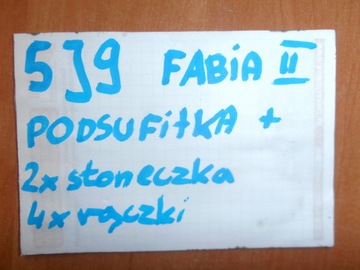 5J9 FABIA II
PODSUFITKA +
2x słoneczka
4x rączki